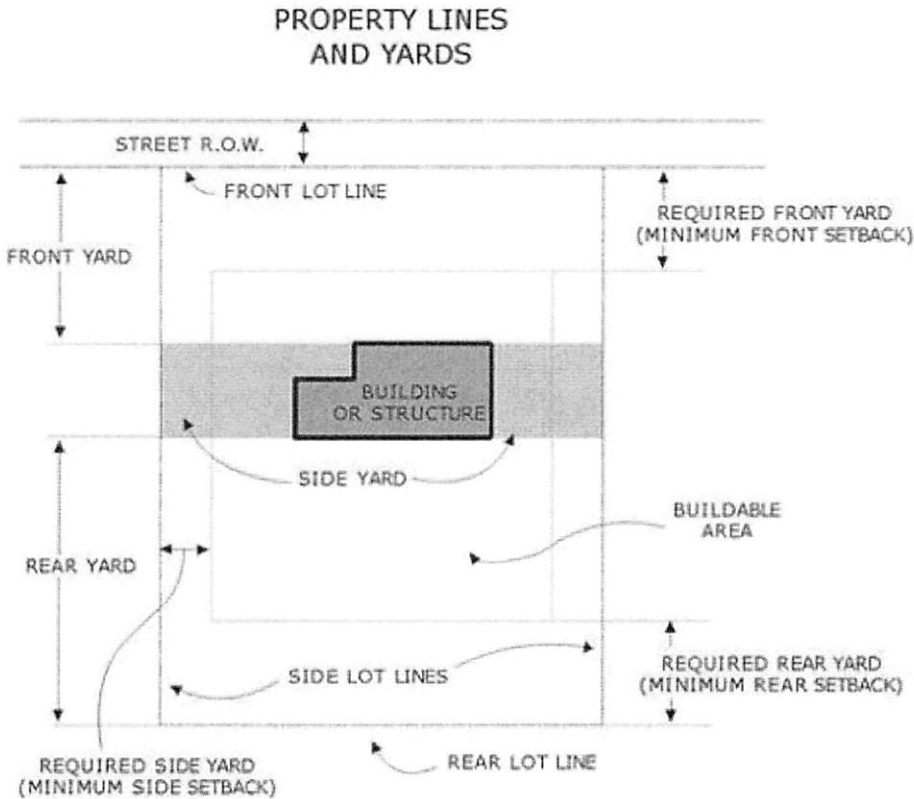 PROPERTY LINES
AND YARDS
STREET R.O.W.
FRONT LOT LINE
REQUIRED FRONT YARD
(MINIMUM FRONT SETBACK)
FRONT YARD
BUILDING
OR STRUCTURE
SIDE YARD
BUILDABLE
AREA
REAR YARD
SIDE LOT LINES
REQUIRED REAR YARD
(MINIMUM REAR SETBACK)
REQUIRED SIDE YARD
(MINIMUM SIDE SETBACK)
REAR LOT LINE